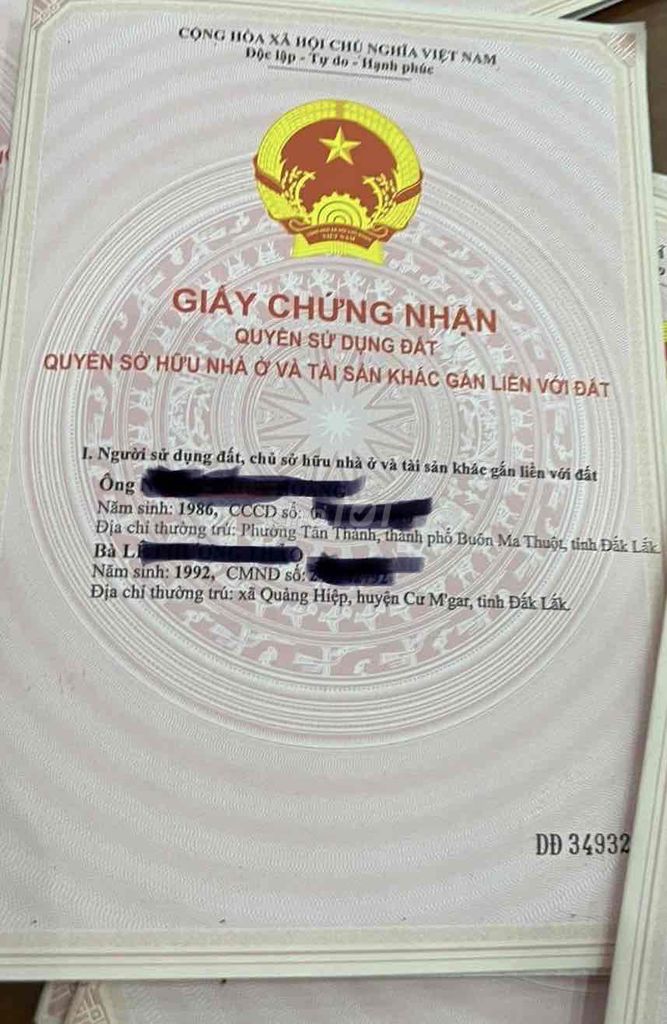 CỘNG HÒA XÃ HỘI CHỦ NGHĨA VIỆT NAM
Độc lập - Tự do - Hạnh phúc
VIỆT NAM
GIẤY CHỨNG NHẬN
QUYỀN SỬ DỤNG ĐẤT
QUYỀN SỞ HỮU NHÀ Ở VÀ TÀI SẢN KHÁC GẮN LIỀN VỚI ĐẤT
I. Người sử dụng đất, chủ sở hữu nhà ở và tài sản khác gắn liền với đất
Ông
Năm sinh: 1986, CCCD số:
Địa chỉ thường trú: Phường Tân Thành, thành phố Buôn Ma Thuột, tỉnh Đắk Lắk
Bà
Năm sinh: 1992, CMND số:
Địa chỉ thường trú: xã Quảng Hiệp, huyện Cư M'gar, tỉnh Đắk Lắk.
DĐ 34932